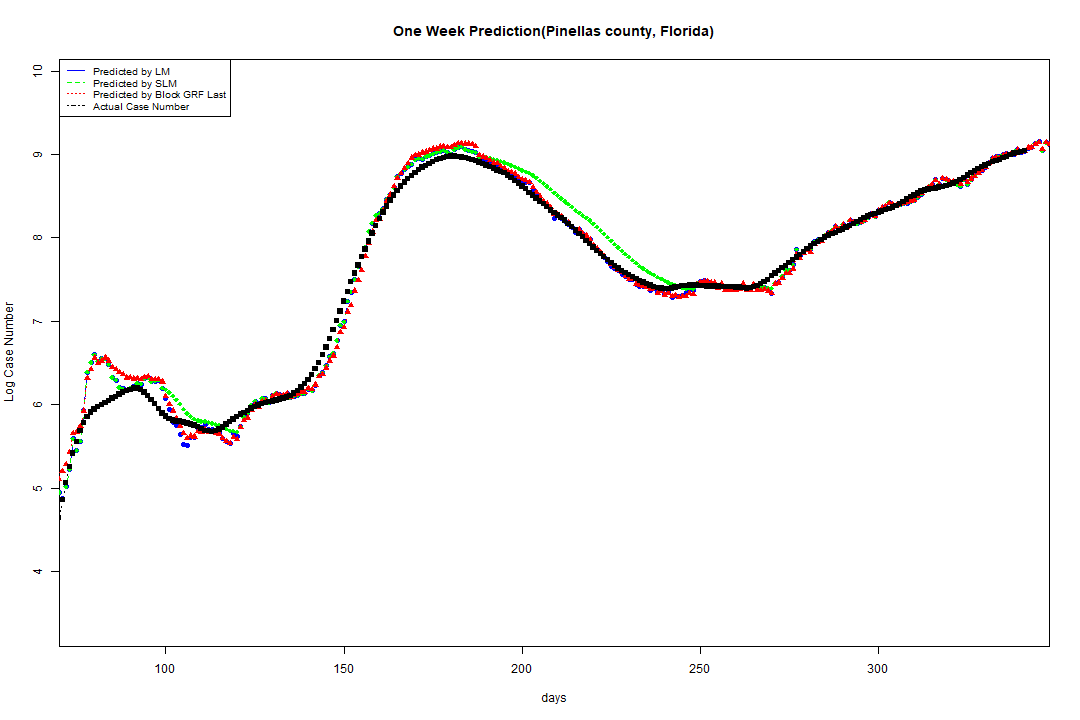 One Week Prediction(Pinellas county, Florida)
Predicted by LM
Predicted by SLM
Predicted by Block GRF Last
Actual Case Number
10
9
8
7
6
5
4
Log Case Number
100 150 200 250 300
days